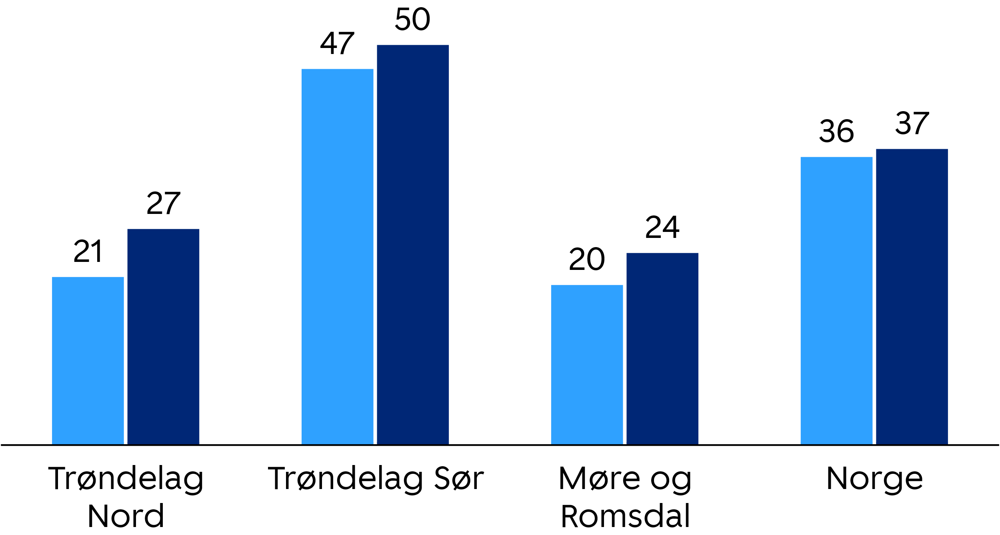 50
47
36
37
27
24
21
20
Trøndelag
Nord
Trøndelag Sør
Møre og
Romsdal
Norge